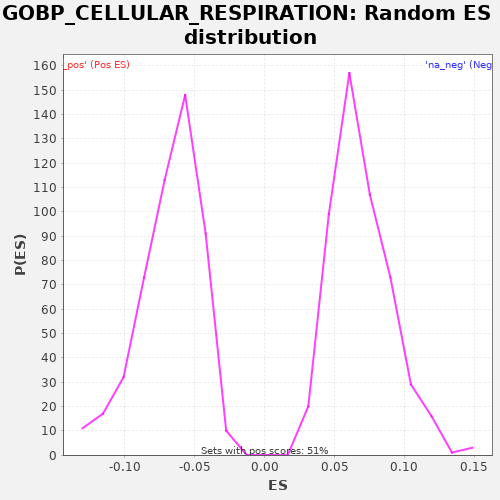 GOBP_CELLULAR_RESPIRATION: Random ES
distribution
_pos' (Pos ES)
'na_neg' (Neg
160
150
140
130
120
110
100
90
80
70
60
50
40
30
20
10
0
P(ES)
Sets with pos scores: 51%
-0.10 -0.05 0.00 0.05 0.10 0.15
ES